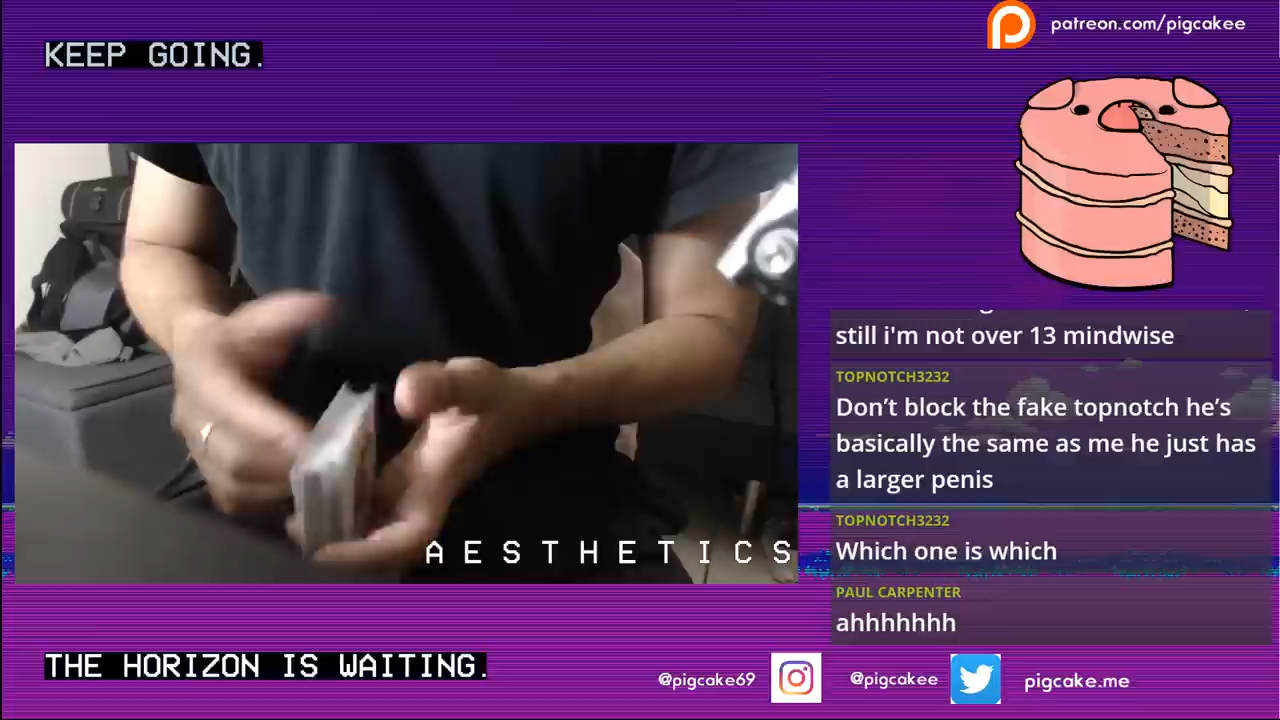 KEEP GOING.
patreon.com/pigcakee
still i'm not over 13 mindwise
TOPNOTCH3232
Don't block the fake topnotch he's
basically the same as me he just has
a larger penis
TOPNOTCH3232
Which one is which
PAUL CARPENTER
ahhhhhhh
AESTHETICS
THE HORIZON IS WAITING.
@pigcake69
@pigcakee
pigcake.me